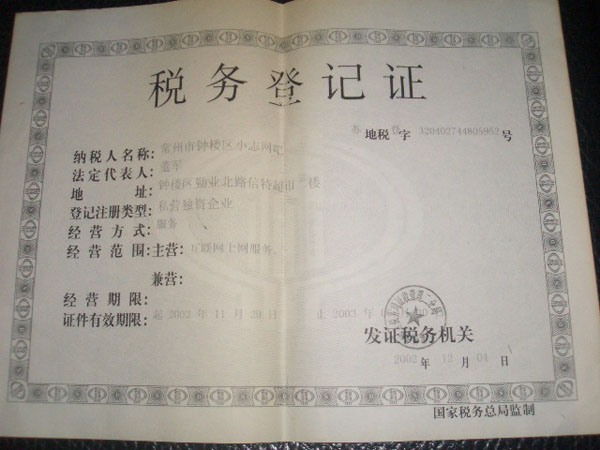 税务登记证
苏 地税 字 320402744805952 号
纳税人名称: 常州市钟楼区小志网吧
法定代表人: 军
地 址: 钟楼区勤业北路信特超市 楼
登记注册类型: 私营独资企业
经营方式: 服务
经营范围: 主营: 互联网上网服务.
兼营:
经营期限:
证件有效期限: 起 2002 年 11 月 29 日 止 2003 年
发证税务机关
2002 年 12 月 04 日
国家税务总局监制